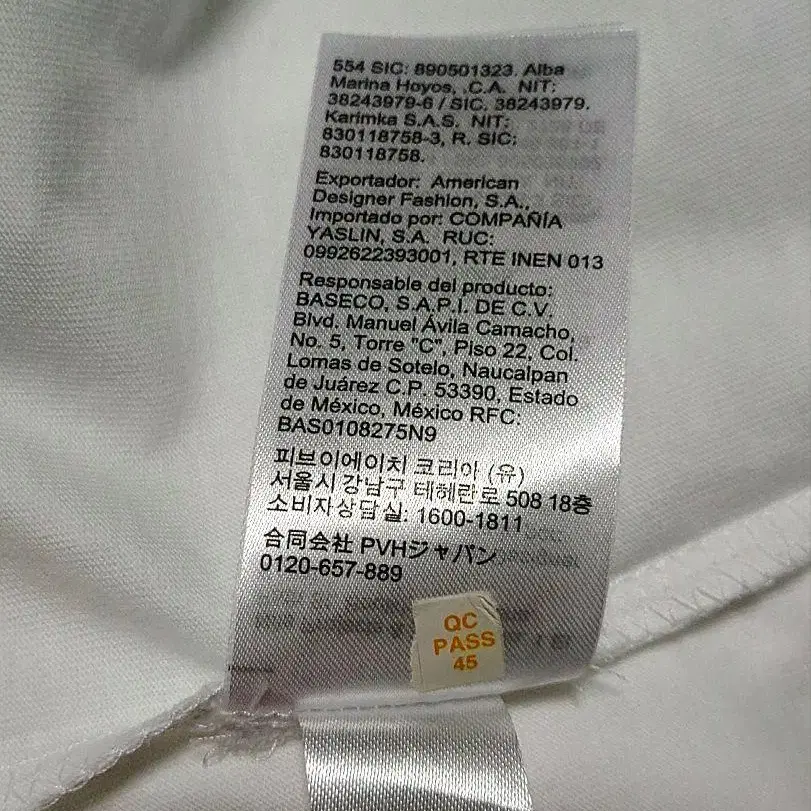 554 SIC: 890501323. Alba
Marina Hoyos, .C.A. NIT:
38243979-6 / SIC. 38243979.
Karimka S.A.S. NIT:
830118758-3, R. SIC:
830118758.
Exportador: American
Designer Fashion, S.A.,
Importado por: COMPAÑÍA
YASLIN, S.A. RUC:
0992622393001, RTE INEN 013
Responsable del producto:
BASECO, S.A.P.I. DE C.V.
Blvd. Manuel Ávila Camacho,
No. 5, Torre "C", Piso 22, Col.
Lomas de Sotelo, Naucalpan
de Juárez C.P. 53390, Estado
de México, México RFC:
BAS0108275N9
피브이에이치 코리아 (유)
서울시 강남구 테헤란로 508 18층
소비자상담실: 1600-1811
合同会社 PVHジャパン
0120-657-889
QC
PASS
45